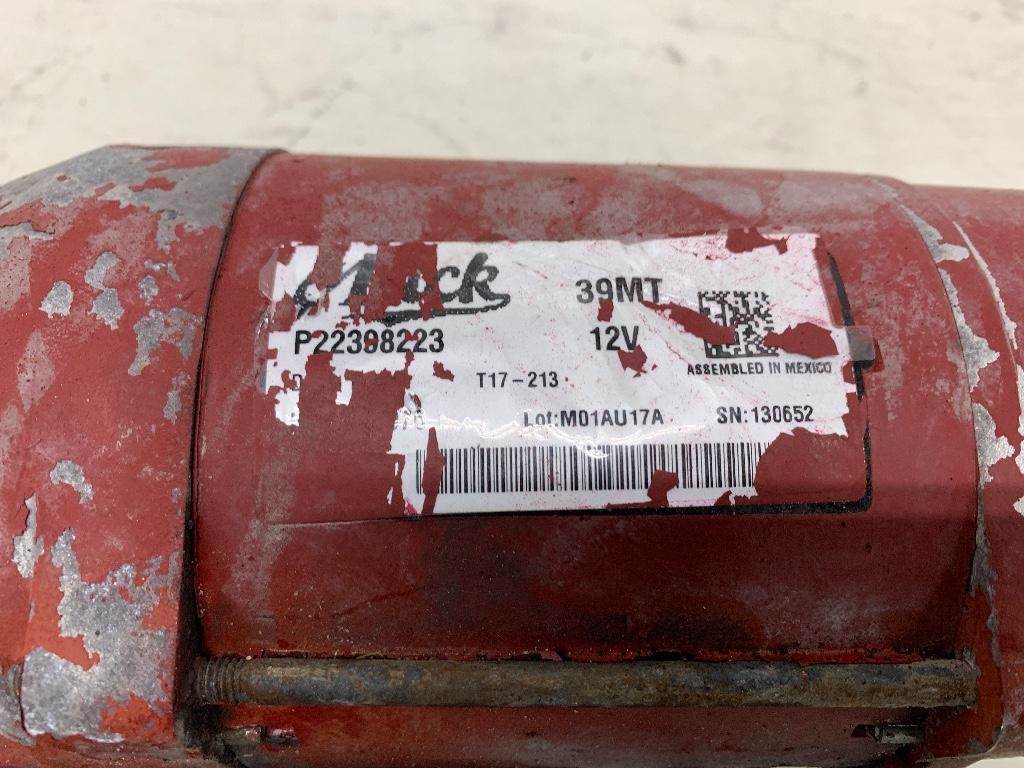 Mack
39MT
P22398223
12V
ASSEMBLED IN MEXICO
T17-213
Lot:M01AU17A
SN:130652